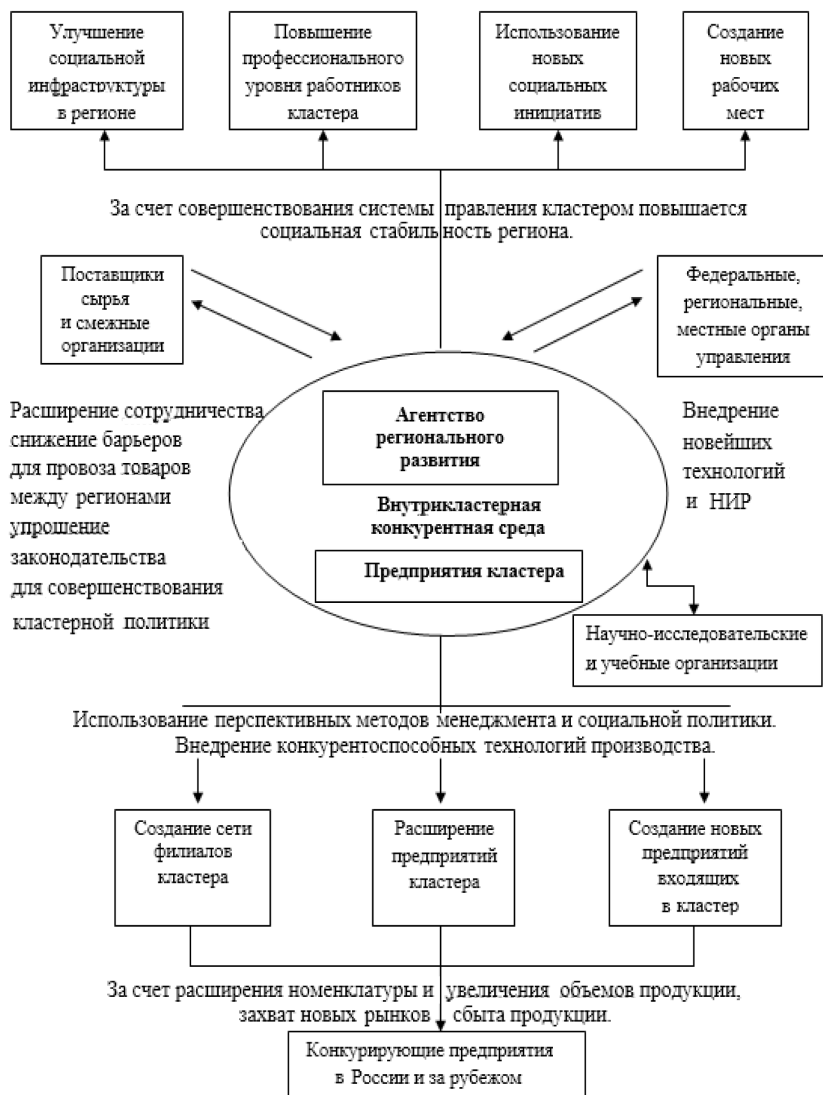 Улучшение
социальной
инфраструктуры
в регионе
Повышение
профессионального
уровня работников
кластера
Использование
новых
социальных
инициатив
Создание
новых
рабочих
мест
За счет совершенствования системы правления кластером повышается
социальная стабильность региона.
Поставщики
сырья
и смежные
организации
Федеральные,
региональные,
местные органы
управления
Расширение сотрудничества
снижение барьеров
для провоза товаров
между регионами
упрошение
законодательства
для совершенствования
кластерной политики
Агентство
регионального
развития
Внутрикластерная
конкурентная среда
Предприятия кластера
Внедрение
новейших
технологий
и НИР
Научно-исследовательские
и учебные организации
Использование перспективных методов менеджмента и социальной политики.
Внедрение конкурентоспособных технологий производства.
Создание сети
филиалов
кластера
Расширение
предприятий
кластера
Создание новых
предприятий
входящих
в кластер
За счет расширения номенклатуры и увеличения объемов продукции,
захват новых рынков сбыта продукции.
Конкурирующие предприятия
в России и за рубежом